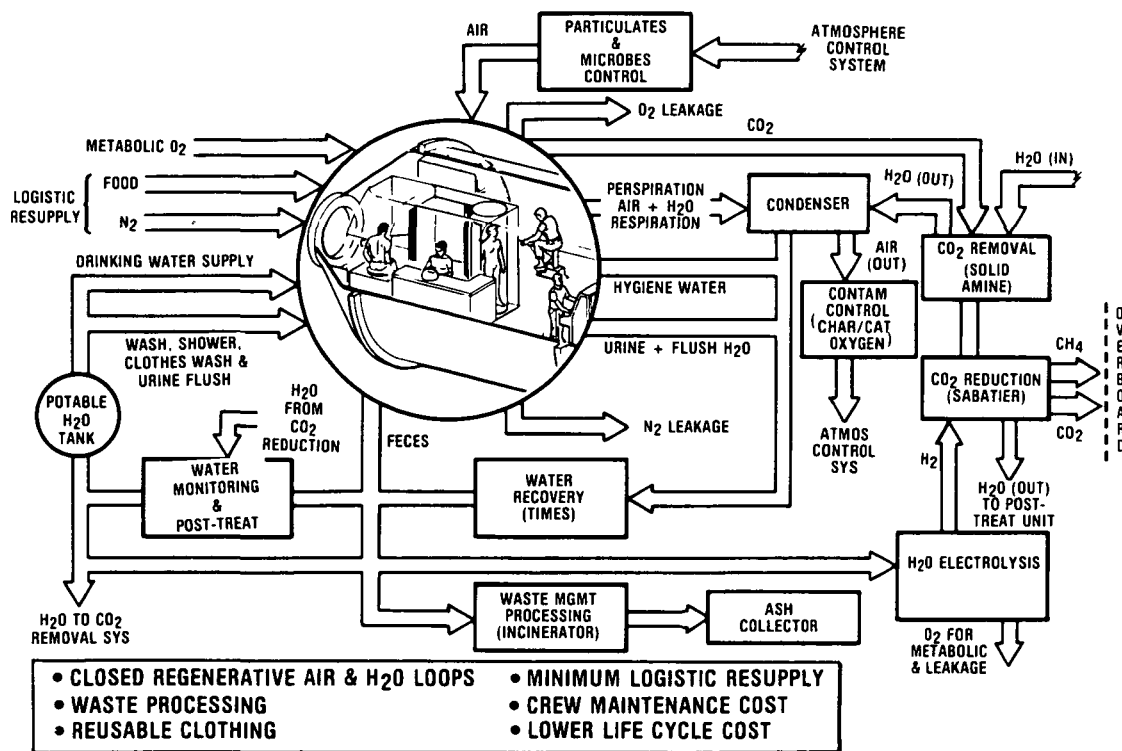 AIR
PARTICULATES
&
MICROBES
CONTROL
ATMOSPHERE
CONTROL
SYSTEM
O2 LEAKAGE
CO2
METABOLIC O2
LOGISTIC
RESUPPLY
FOOD
N2
PERSPIRATION
AIR + H2O
RESPIRATION
CONDENSER
H2O (OUT)
H2O (IN)
AIR
(OUT)
CO2 REMOVAL
(SOLID
AMINE)
DRINKING WATER SUPPLY
HYGIENE WATER
CONTAM
CONTROL
(CHAR/CAT
OXYGEN)
WASH, SHOWER,
CLOTHES WASH &
URINE FLUSH
URINE + FLUSH H2O
CO2 REDUCTION
(SABATIER)
CH4
CO2
OVERBOARD
POTABLE
H2O
TANK
H2O
FROM
CO2
REDUCTION
FECES
N2 LEAKAGE
ATMOS
CONTROL
SYS
H2
H2O (OUT)
TO POST-
TREAT UNIT
WATER
MONITORING
&
POST-TREAT
WATER
RECOVERY
(TIMES)
H2O ELECTROLYSIS
H2O TO CO2
REMOVAL SYS
WASTE MGMT
PROCESSING
(INCINERATOR)
ASH
COLLECTOR
O2 FOR
METABOLIC
& LEAKAGE
• CLOSED REGENERATIVE AIR & H2O LOOPS
• WASTE PROCESSING
• REUSABLE CLOTHING
• MINIMUM LOGISTIC RESUPPLY
• CREW MAINTENANCE COST
• LOWER LIFE CYCLE COST